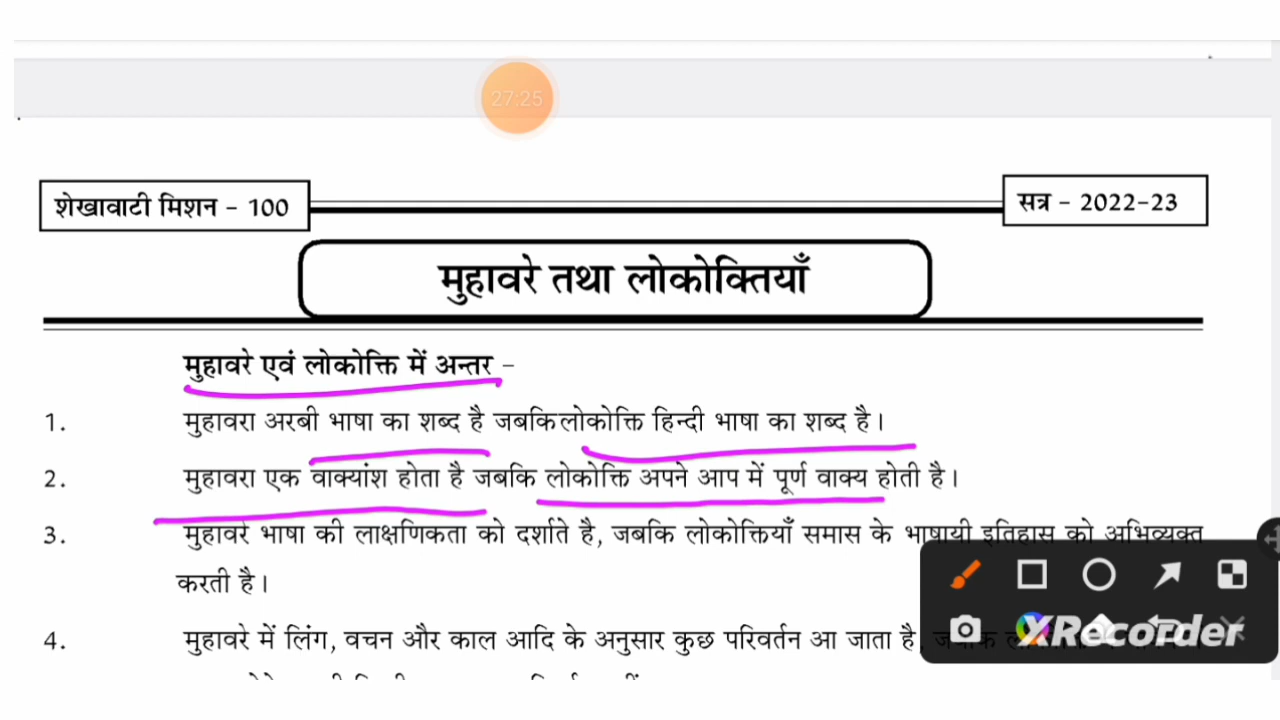 27:25
शेखावाटी मिशन - 100
सत्र - 2022-23
मुहावरे तथा लोकोक्तियाँ
मुहावरे एवं लोकोक्ति में अन्तर -
1. मुहावरा अरबी भाषा का शब्द है जबकि लोकोक्ति हिन्दी भाषा का शब्द है।
2. मुहावरा एक वाक्यांश होता है जबकि लोकोक्ति अपने आप में पूर्ण वाक्य होती है।
3. मुहावरे भाषा की लाक्षणिकता को दर्शाते है, जबकि लोकोक्तियाँ समास के भाषायी इतिहास को अभिव्यक्त
करती है।
4. मुहावरे में लिंग, वचन और काल आदि के अनुसार कुछ परिवर्तन आ जाता है,
XRecorder